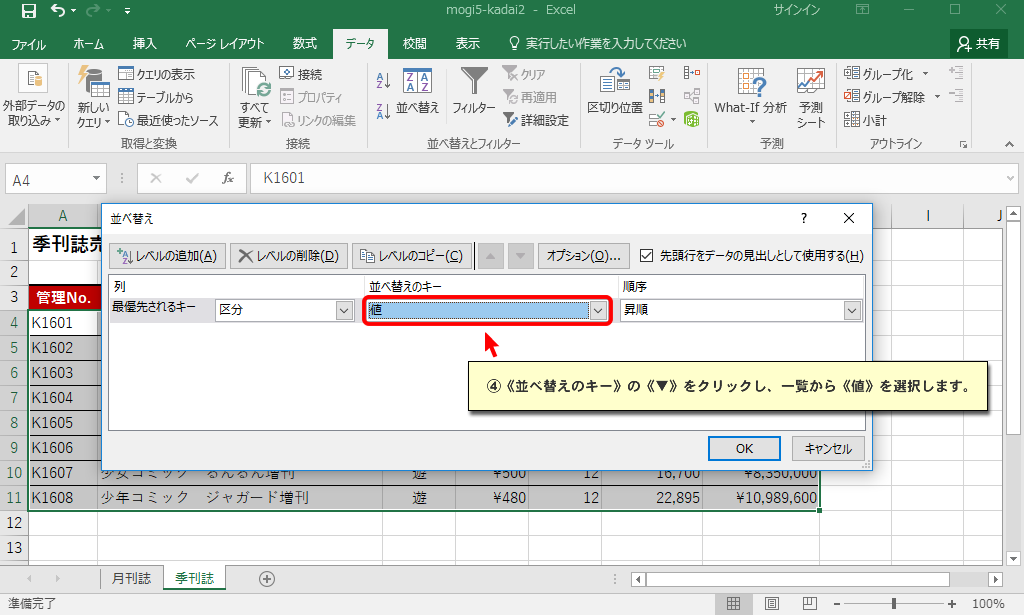 mogi5-kadai2 - Excel
サインイン
ファイル ホーム 挿入 ページ レイアウト 数式 データ 校閲 表示 実行したい作業を入力してください 共有
外部データの取り込み
新しいクエリ
クエリの表示
テーブルから
最近使ったソース
取得と変換
すべて更新
接続
プロパティ
リンクの編集
接続
並べ替え
フィルター
クリア
再適用
詳細設定
並べ替えとフィルター
区切り位置
データ ツール
What-If 分析
予測シート
予測
グループ化
グループ解除
小計
アウトライン
A4
fx
K1601
A I J
1 季刊誌売
2
3 管理No.
4 K1601
5 K1602
6 K1603
7 K1604
8 K1605
9 K1606
並べ替え
?
レベルの追加(A) レベルの削除(D) レベルのコピー(C) オプション(O)... 先頭行をデータの見出しとして使用する(H)
列 並べ替えのキー 順序
最優先されるキー 区分 値 昇順
④《並べ替えのキー》の《▼》をクリックし、一覧から《値》を選択します。
OK キャンセル
10 K1607 少女コミック るんるん増刊 遊 ¥500 12 16,700 ¥8,350,000
11 K1608 少年コミック ジャガード増刊 遊 ¥480 12 22,895 ¥10,989,600
12
13
月刊誌 季刊誌
準備完了
100%